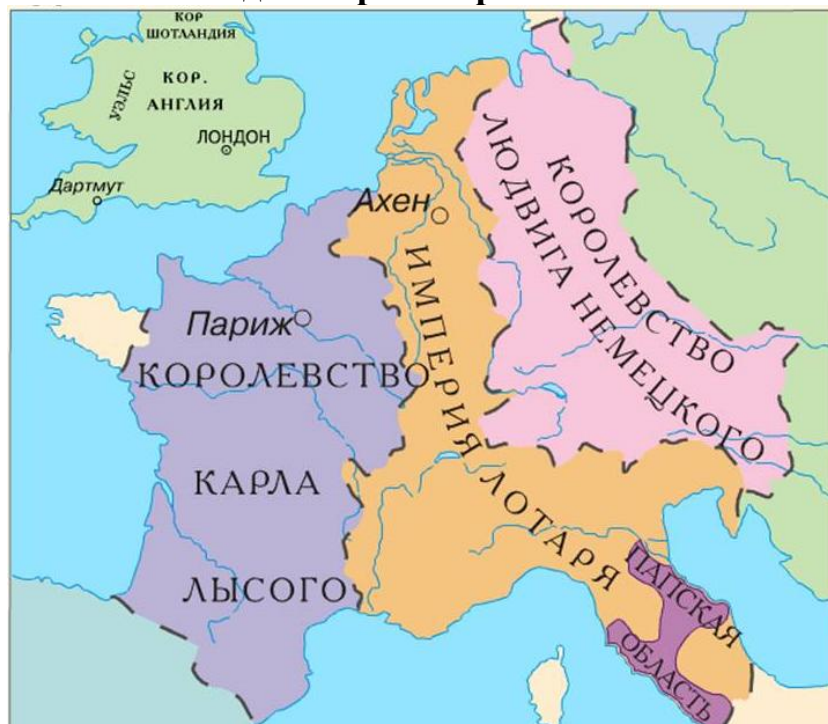 КОР
ШОТЛАНДИЯ
УЭЛЬС
КОР.
АНГЛИЯ
ЛОНДОН
Дартмут
Ахен
Париж
КОРОЛЕВСТВО
КАРЛА
ЛЫСОГО
ИМПЕРИЯ ЛОТАРЯ
КОРОЛЕВСТВО
ЛЮДВИГА НЕМЕЦКОГО
ПАПСКАЯ
ОБЛАСТЬ